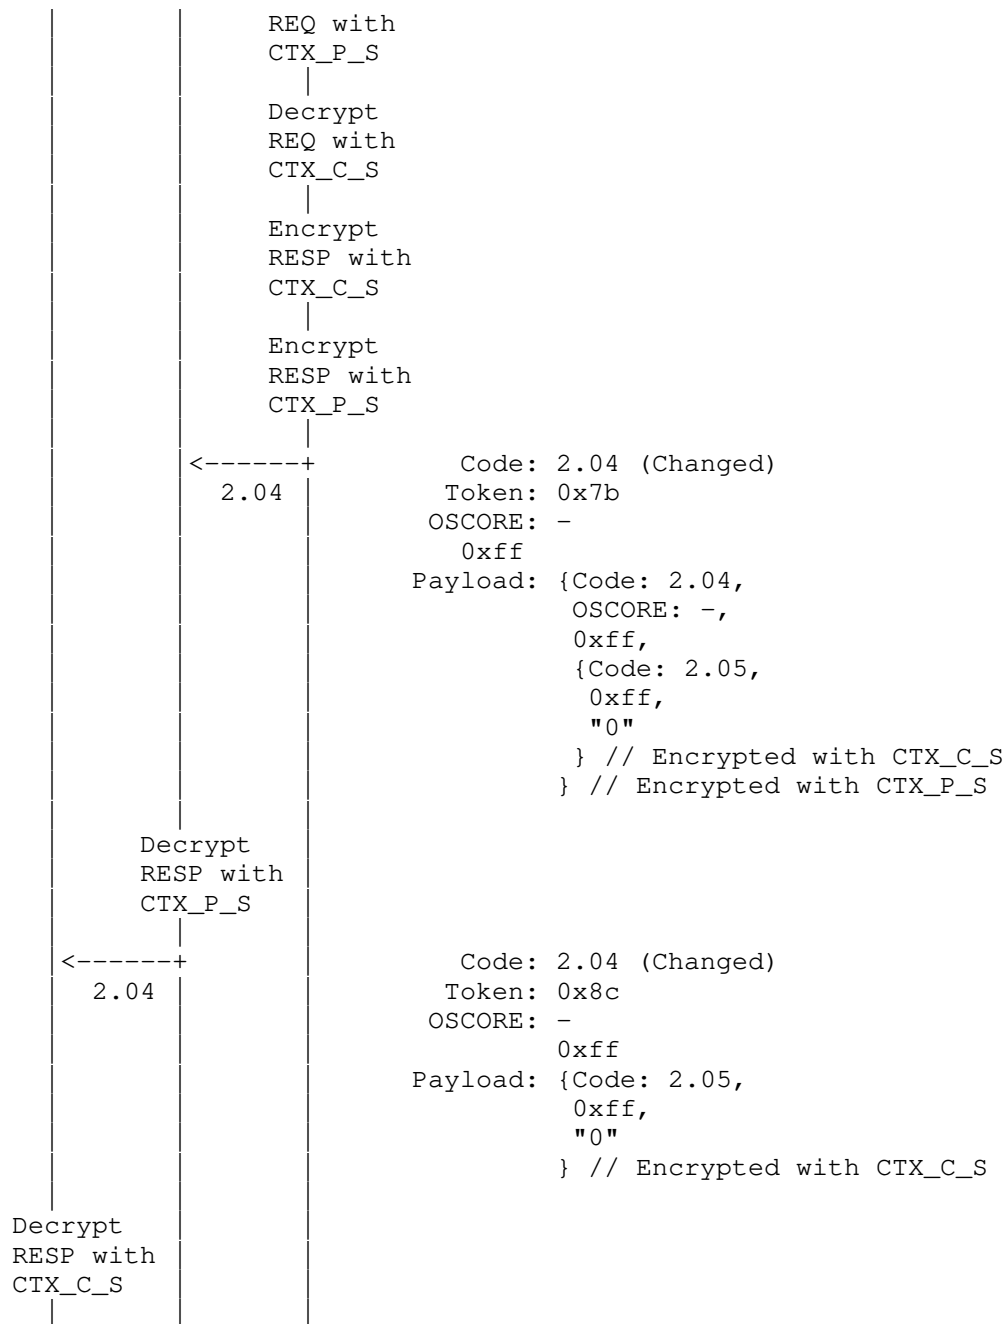 REQ with
CTX_P_S
Decrypt
REQ with
CTX_C_S
Encrypt
RESP with
CTX_C_S
Encrypt
RESP with
CTX_P_S
<------+ Code: 2.04 (Changed)
2.04 Token: 0x7b
OSCORE: -
0xff
Payload: {Code: 2.04,
OSCORE: -,
0xff,
{Code: 2.05,
0xff,
"0"
} // Encrypted with CTX_C_S
} // Encrypted with CTX_P_S
Decrypt
RESP with
CTX_P_S
<------+ Code: 2.04 (Changed)
2.04 Token: 0x8c
OSCORE: -
0xff
Payload: {Code: 2.05,
0xff,
"0"
} // Encrypted with CTX_C_S
Decrypt
RESP with
CTX_C_S